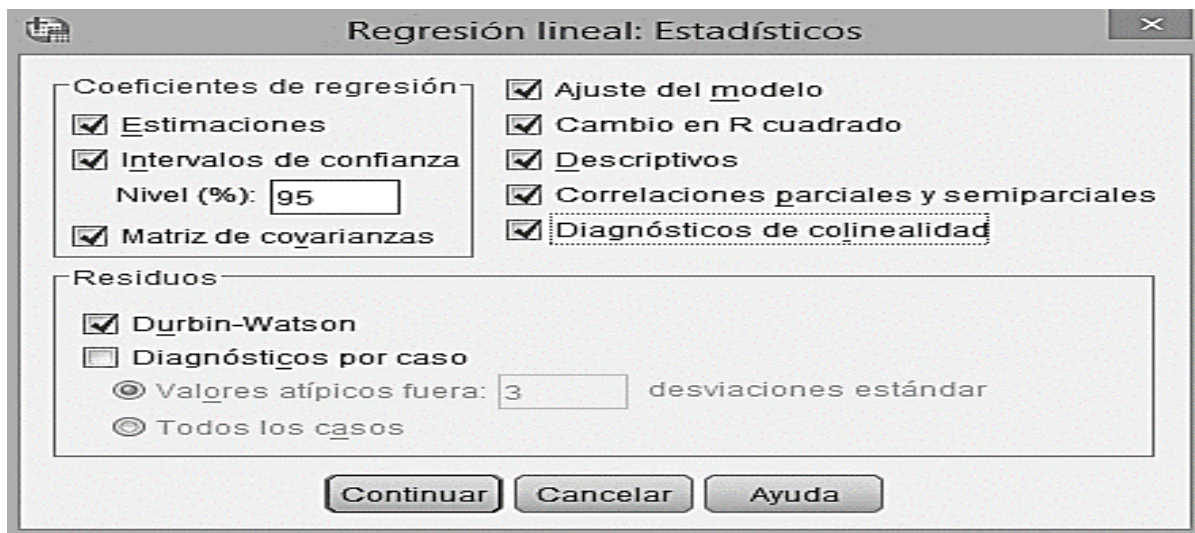 Regresión lineal: Estadísticos
Coeficientes de regresión
Estimaciones
Intervalos de confianza
Nivel (%): 95
Matriz de covarianzas
Ajuste del modelo
Cambio en R cuadrado
Descriptivos
Correlaciones parciales y semiparciales
Diagnósticos de colinealidad
Residuos
Durbin-Watson
Diagnósticos por caso
Valores atípicos fuera: 3 desviaciones estándar
Todos los casos
Continuar Cancelar Ayuda